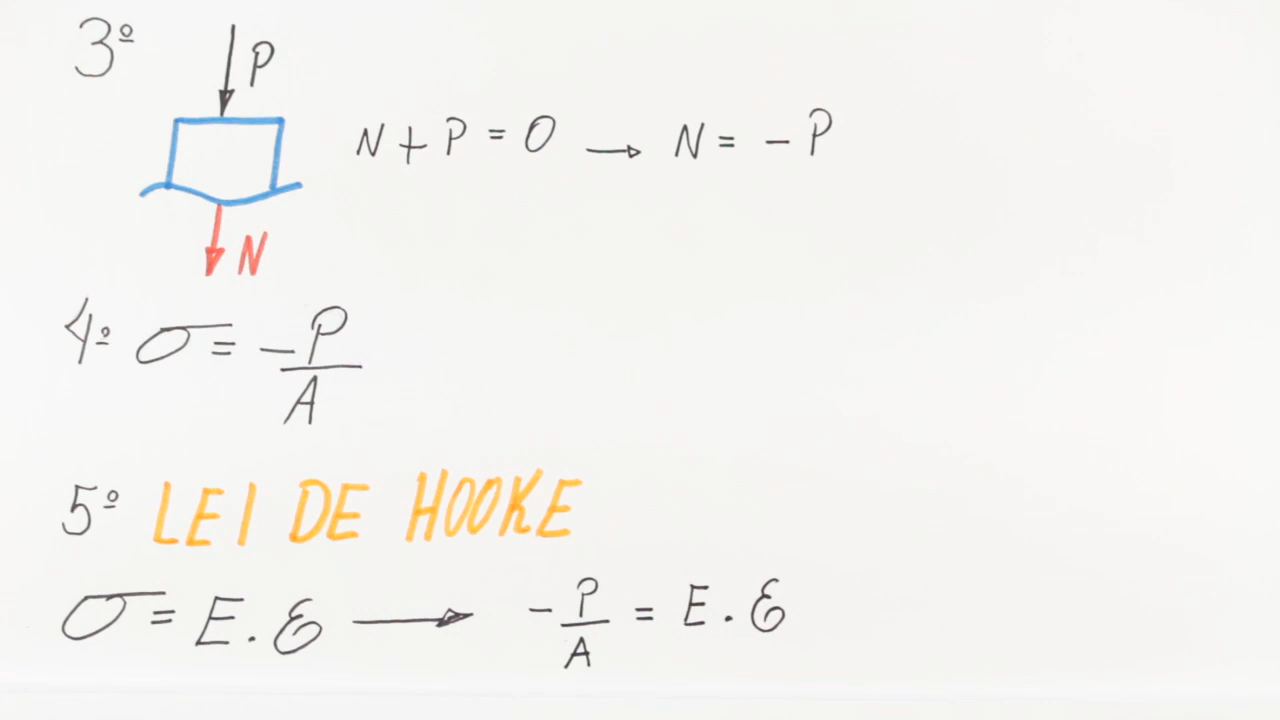 3º
P
N + P = 0 → N = - P
N
4º σ = - P/A
5º LEI DE HOOKE
σ = E . ε → - P/A = E . ε